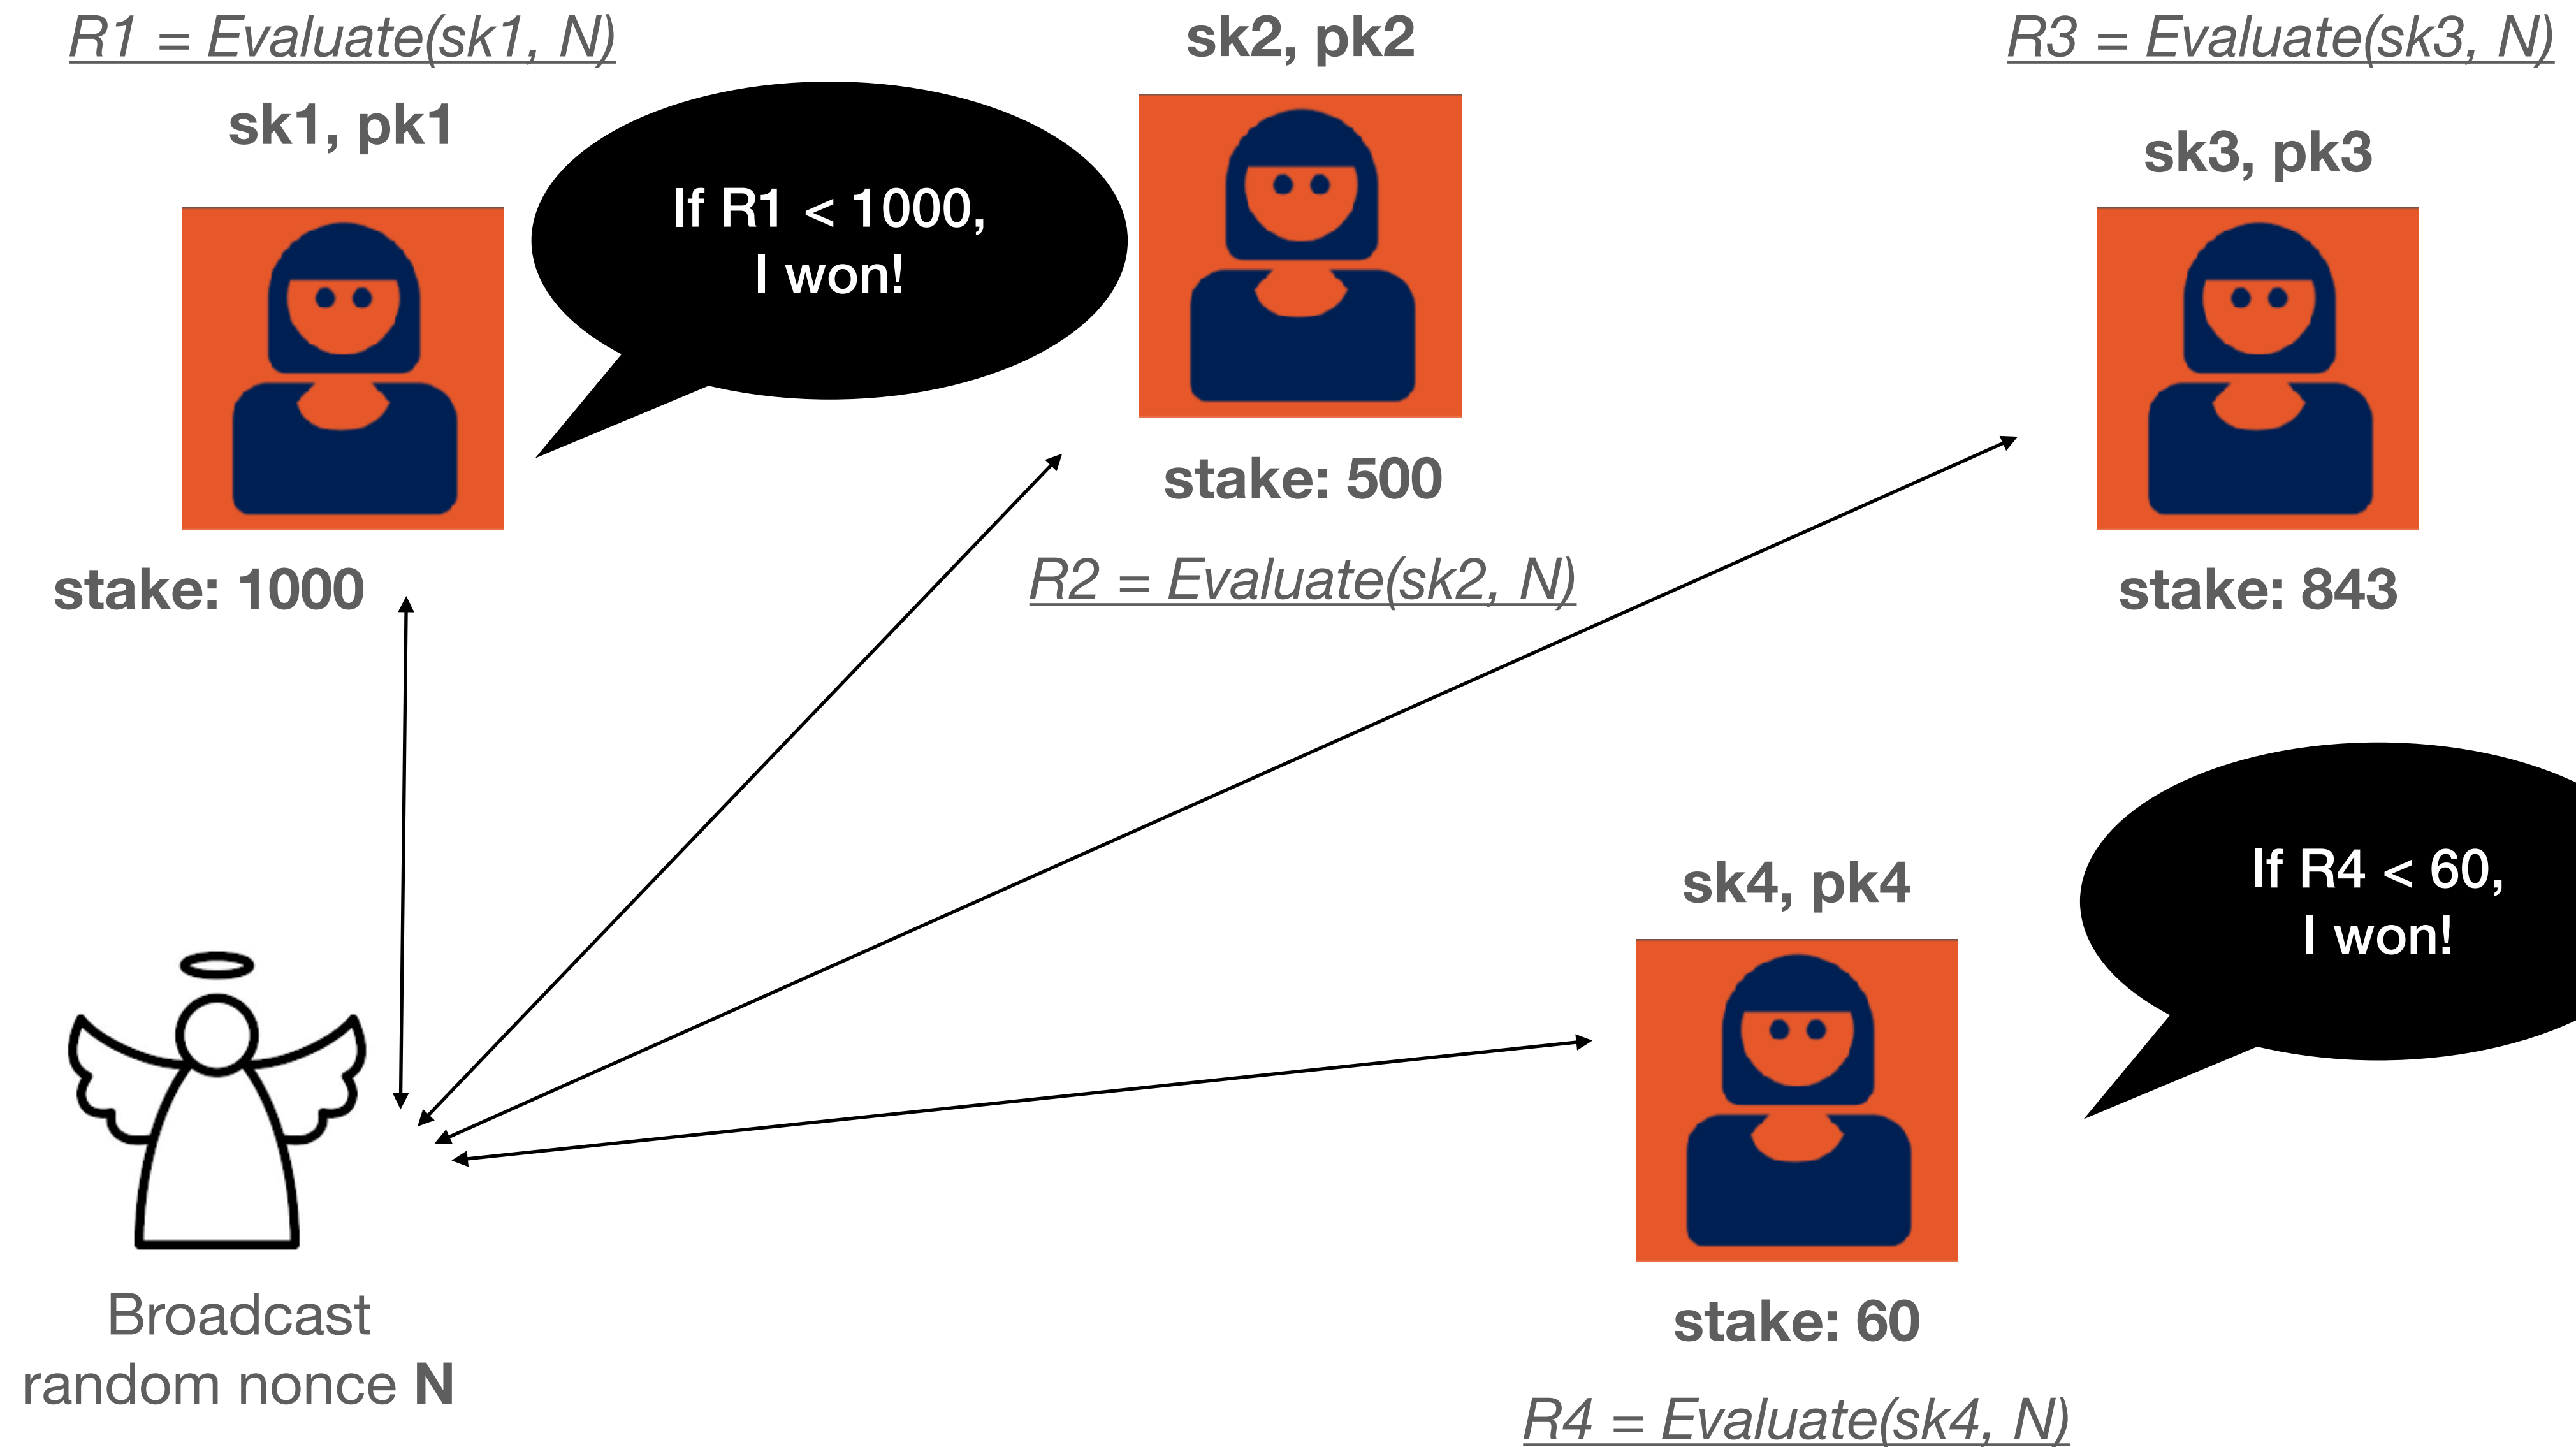 R1 = Evaluate(sk1, N)
sk1, pk1
If R1 < 1000,
I won!
stake: 1000
sk2, pk2
stake: 500
R2 = Evaluate(sk2, N)
R3 = Evaluate(sk3, N)
sk3, pk3
stake: 843
sk4, pk4
If R4 < 60,
I won!
stake: 60
R4 = Evaluate(sk4, N)
Broadcast
random nonce N